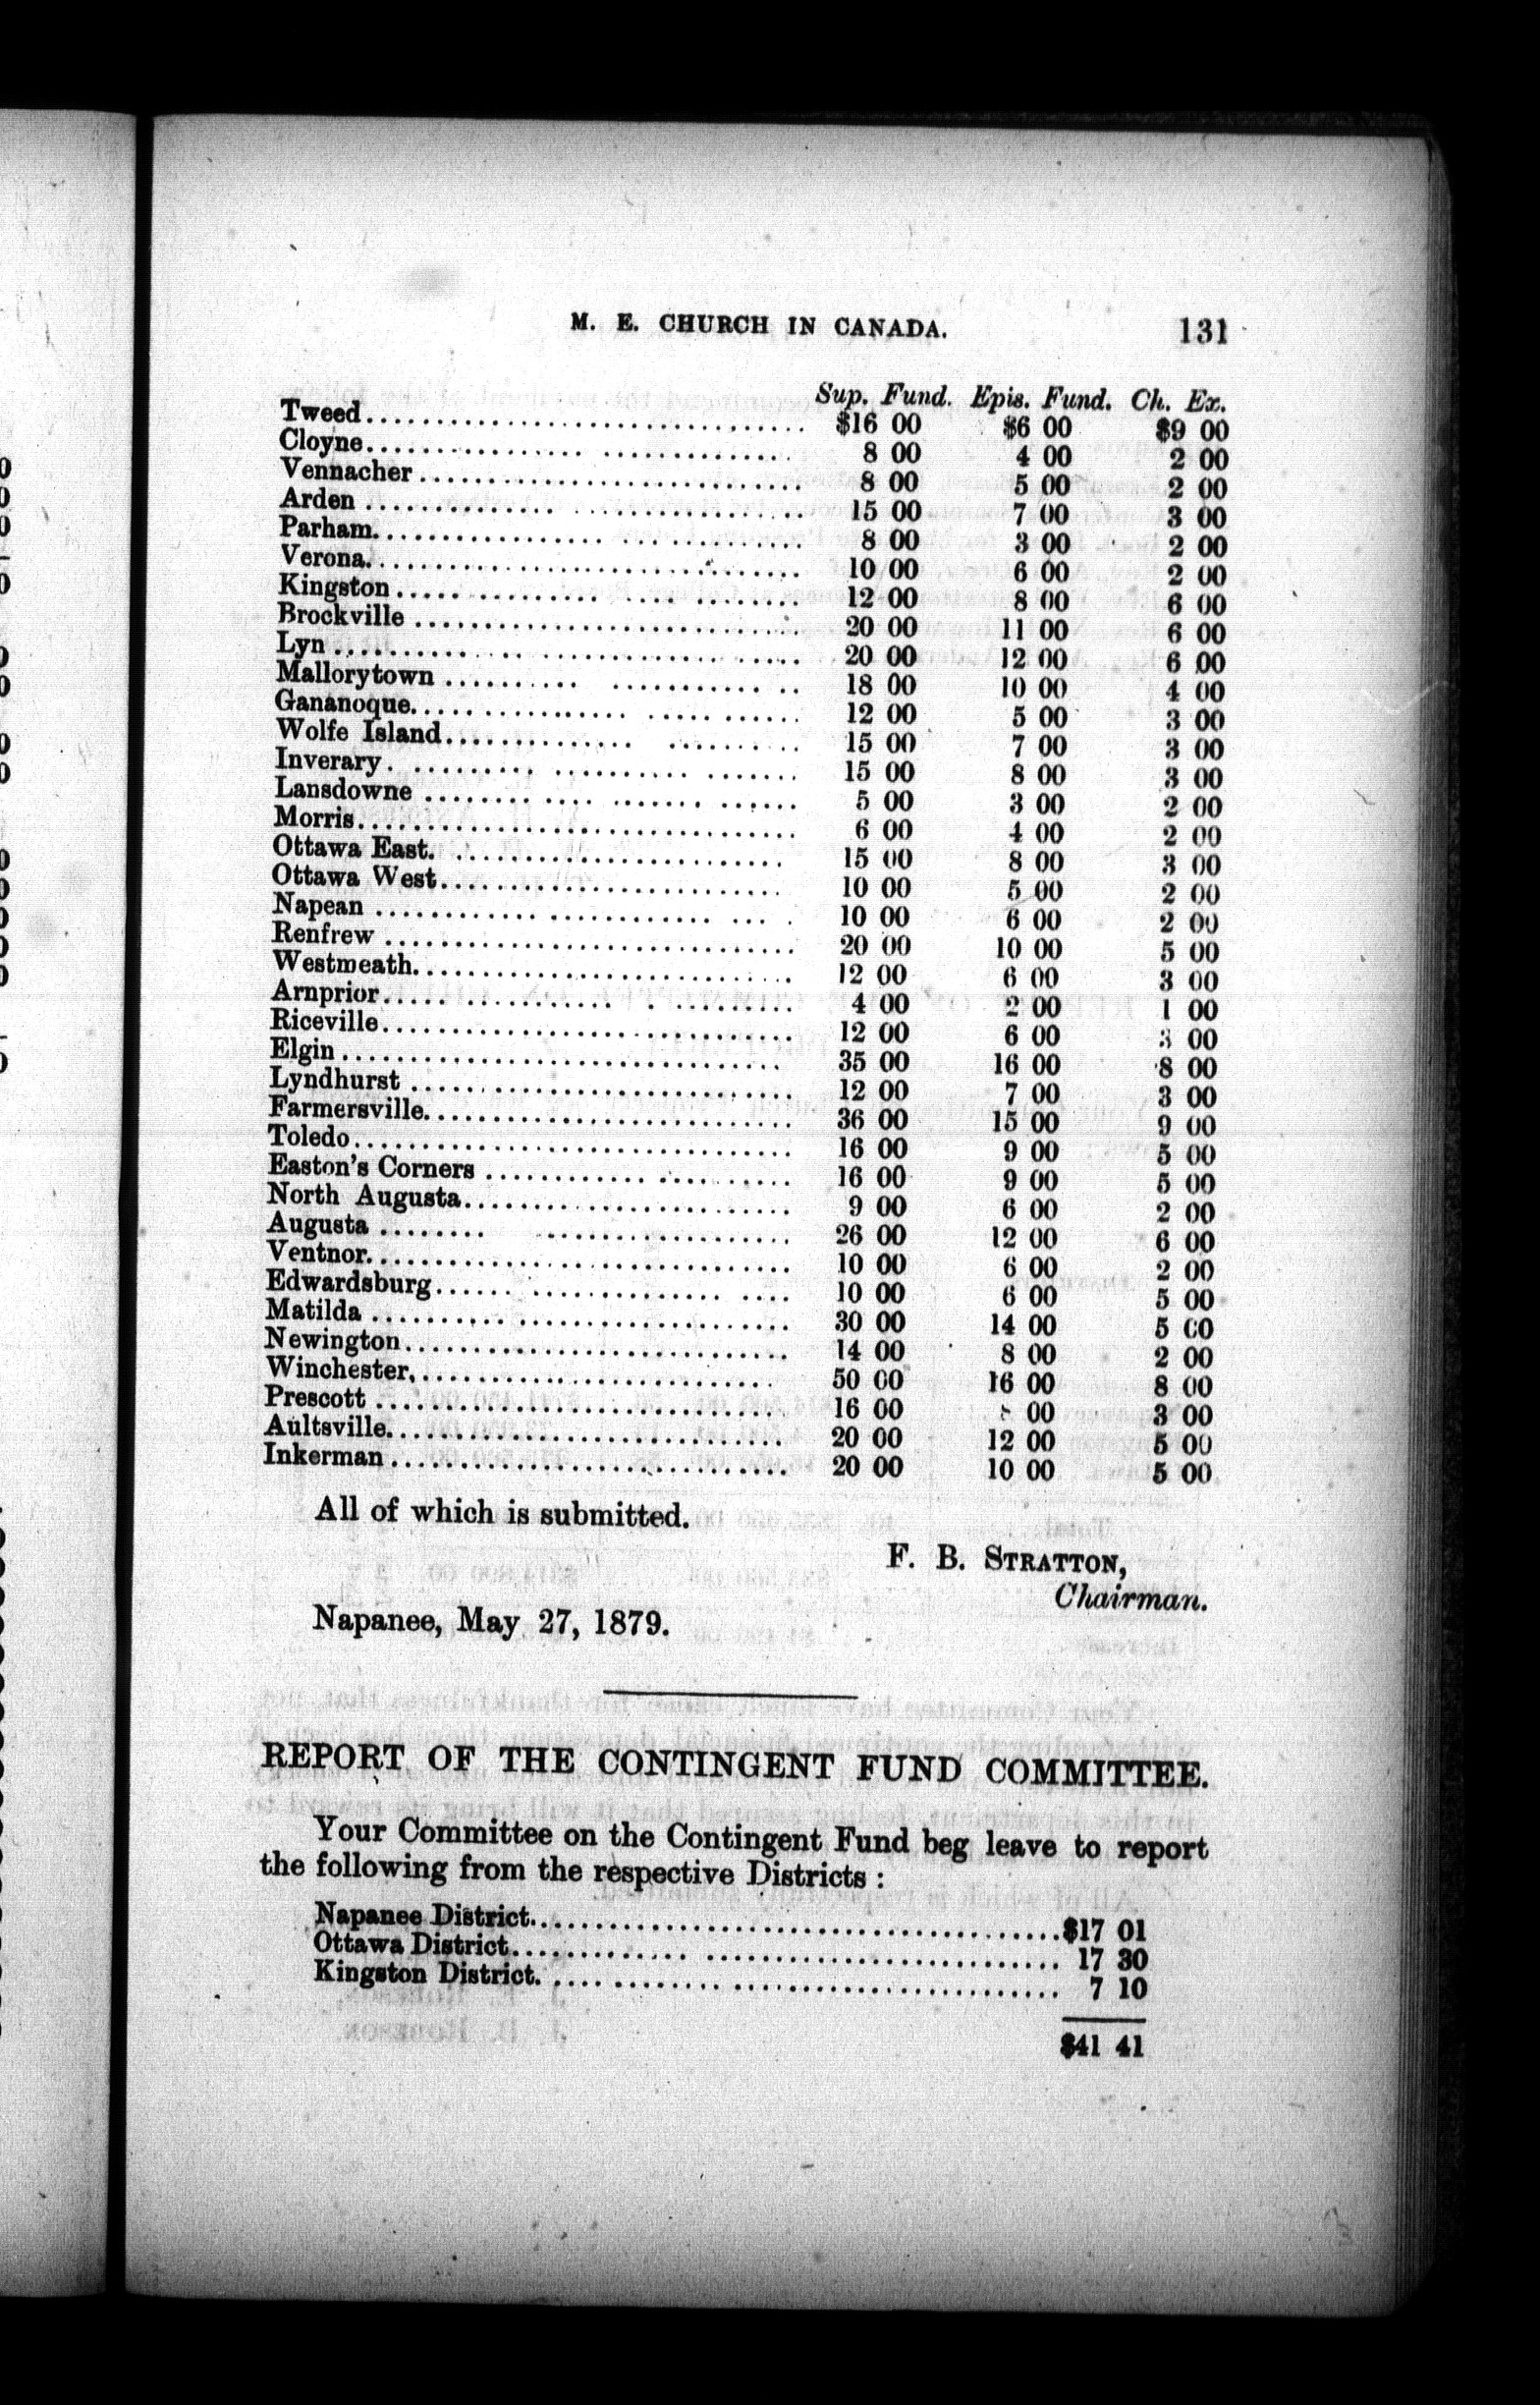 M. E. CHURCH IN CANADA. 131
Sup. Fund. Epis. Fund. Ch. Ex.
Tweed $16 00 $6 00 $9 00
Cloyne 8 00 4 00 2 00
Vennacher 8 00 5 00 2 00
Arden 15 00 7 00 3 00
Parham 8 00 3 00 2 00
Verona 10 00 6 00 2 00
Kingston 12 00 8 00 6 00
Brockville 20 00 11 00 6 00
Lyn 20 00 12 00 6 00
Mallorytown 18 00 10 00 4 00
Gananoque 12 00 5 00 3 00
Wolfe Island 15 00 7 00 3 00
Inverary 15 00 8 00 3 00
Lansdowne 5 00 3 00 2 00
Morris 6 00 4 00 2 00
Ottawa East 15 00 8 00 3 00
Ottawa West 10 00 5 00 2 00
Napean 10 00 6 00 2 00
Renfrew 20 00 10 00 5 00
Westmeath 12 00 6 00 3 00
Arnprior 4 00 2 00 1 00
Riceville 12 00 6 00 3 00
Elgin 35 00 16 00 8 00
Lyndhurst 12 00 7 00 3 00
Farmersville 36 00 15 00 9 00
Toledo 16 00 9 00 5 00
Easton's Corners 16 00 9 00 5 00
North Augusta 9 00 6 00 2 00
Augusta 26 00 12 00 6 00
Ventnor 10 00 6 00 2 00
Edwardsburg 10 00 6 00 5 00
Matilda 30 00 14 00 5 00
Newington 14 00 8 00 2 00
Winchester 50 00 16 00 8 00
Prescott 16 00 00 3 00
Aultsville 20 00 12 00 5 00
Inkerman 20 00 10 00 5 00
All of which is submitted.
F. B. STRATTON,
Chairman.
Napanee, May 27, 1879.
REPORT OF THE CONTINGENT FUND COMMITTEE.
Your Committee on the Contingent Fund beg leave to report
the following from the respective Districts :
Napanee District $17 01
Ottawa District 17 30
Kingston District 7 10
$41 41